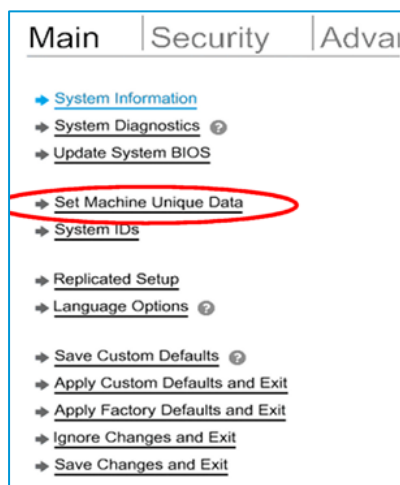 Main Security
System Information
System Diagnostics ?
Update System BIOS
Set Machine Unique Data
System IDs
Replicated Setup
Language Options ?
Save Custom Defaults ?
Apply Custom Defaults and Exit
Apply Factory Defaults and Exit
Ignore Changes and Exit
Save Changes and Exit